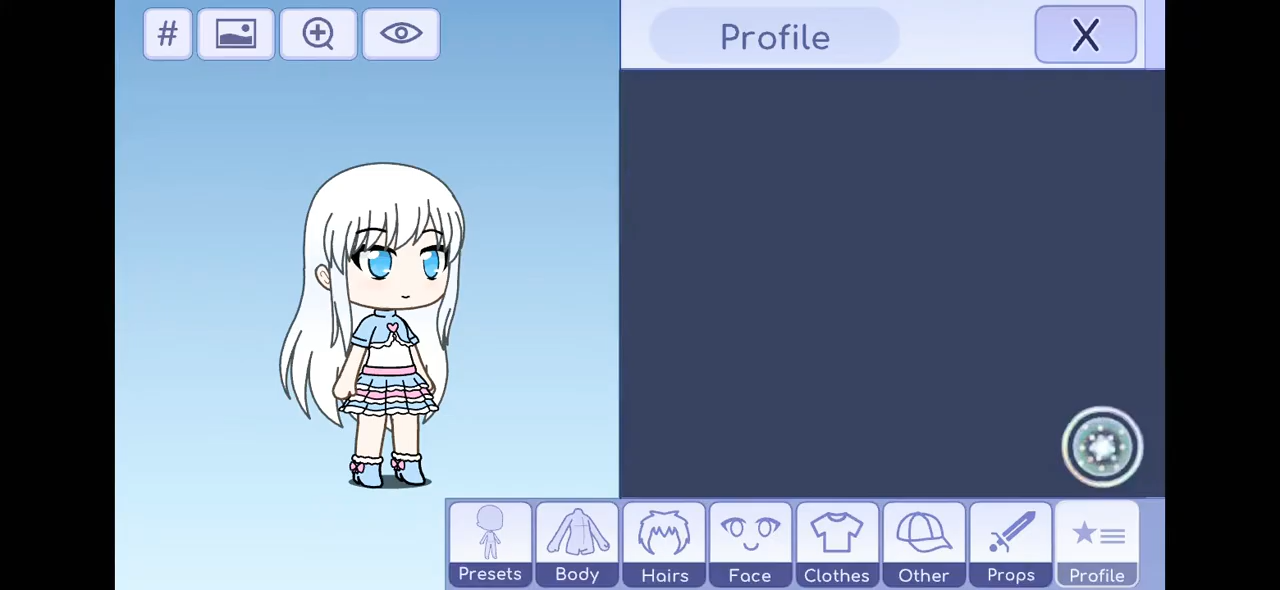 #
Profile
X
Presets
Body
Hairs
Face
Clothes
Other
Props
Profile